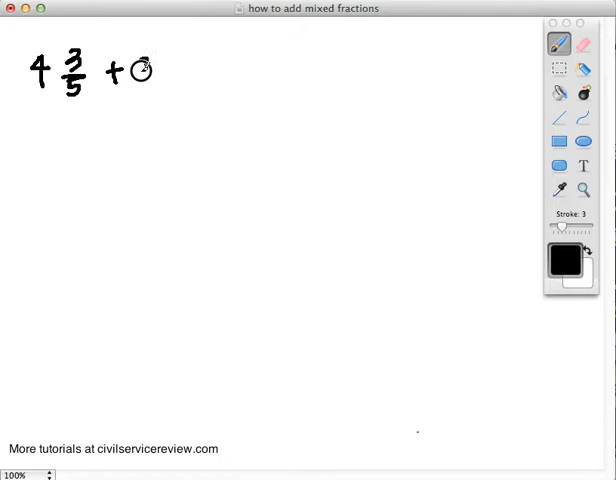 how to add mixed fractions
4 3/5 +
T
Stroke: 3
More tutorials at civilservicereview.com
100%